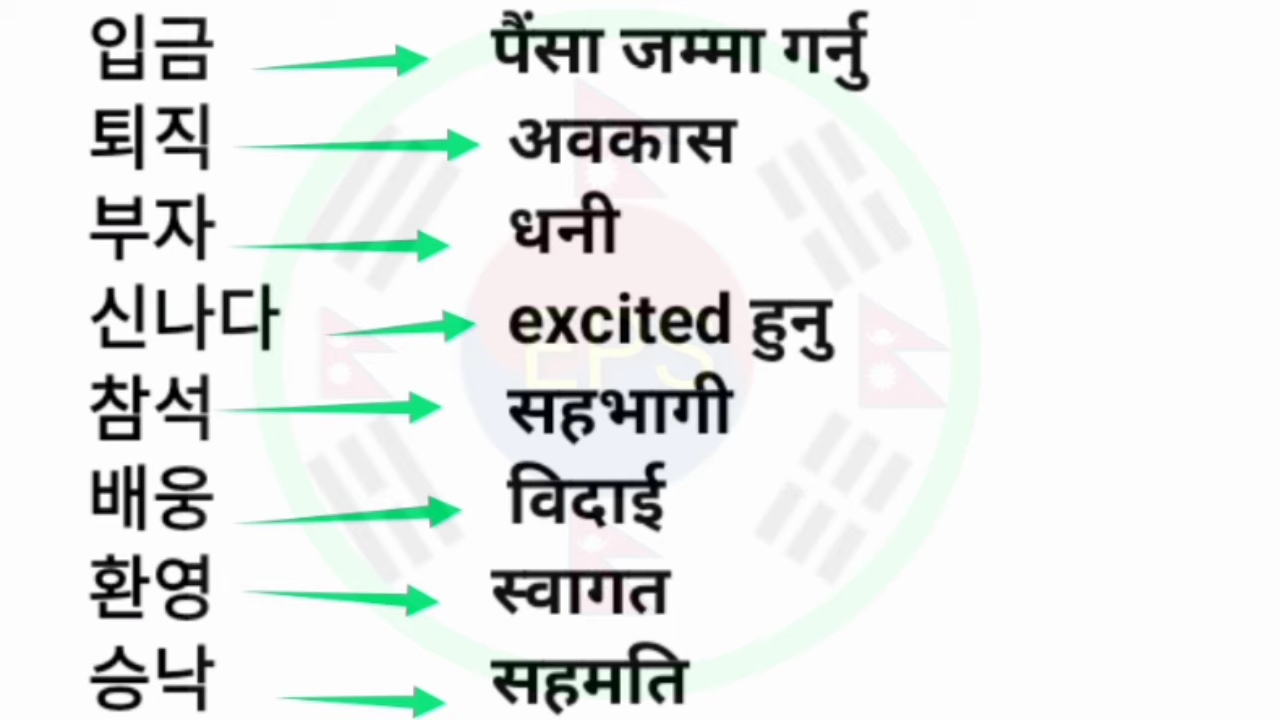 입금 पैंसा जम्मा गर्नु
퇴직 अवकास
부자 धनी
신나다 excited हुनु
참석 सहभागी
배웅 विदाई
환영 स्वागत
승낙 सहमति
EPS